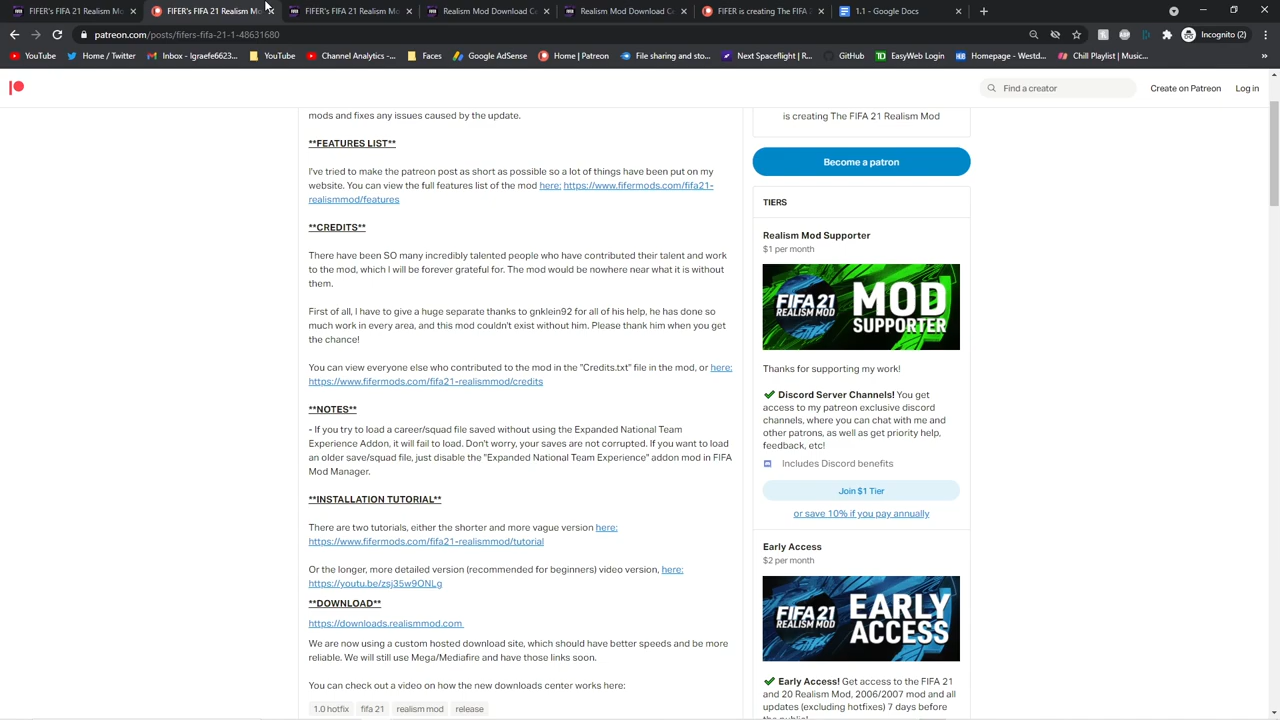 FIFER's FIFA 21 Realism Mo
FIFER's FIFA 21 Realism Mo
FIFER's FIFA 21 Realism Mo
Realism Mod Download Ce
Realism Mod Download Ce
FIFER is creating The FIFA 2
1.1 - Google Docs
patreon.com/posts/fifers-fifa-21-1-48631680
Incognito (2)
YouTube
Home / Twitter
Inbox - lgraefe6623...
YouTube
Channel Analytics -...
Faces
Google AdSense
Home | Patreon
File sharing and sto...
Next Spaceflight | R...
GitHub
EasyWeb Login
Homepage - Westd...
Chill Playlist | Music...
Find a creator
Create on Patreon
Log in
mods and fixes any issues caused by the update.
**FEATURES LIST**
I've tried to make the patreon post as short as possible so a lot of things have been put on my
website. You can view the full features list of the mod here: https://www.fifermods.com/fifa21-
realismmod/features
**CREDITS**
There have been SO many incredibly talented people who have contributed their talent and work
to the mod, which I will be forever grateful for. The mod would be nowhere near what it is without
them.
First of all, I have to give a huge separate thanks to gnklein92 for all of his help, he has done so
much work in every area, and this mod couldn't exist without him. Please thank him when you get
the chance!
You can view everyone else who contributed to the mod in the "Credits.txt" file in the mod, or here:
https://www.fifermods.com/fifa21-realismmod/credits
**NOTES**
- If you try to load a career/squad file saved without using the Expanded National Team
Experience Addon, it will fail to load. Don't worry, your saves are not corrupted. If you want to load
an older save/squad file, just disable the "Expanded National Team Experience" addon mod in FIFA
Mod Manager.
**INSTALLATION TUTORIAL**
There are two tutorials, either the shorter and more vague version here:
https://www.fifermods.com/fifa21-realismmod/tutorial
Or the longer, more detailed version (recommended for beginners) video version, here:
https://youtu.be/zsj35w9ONLg
**DOWNLOAD**
https://downloads.realismmod.com
We are now using a custom hosted download site, which should have better speeds and be more
reliable. We will still use Mega/Mediafire and have those links soon.
You can check out a video on how the new downloads center works here:
1.0 hotfix
fifa 21
realism mod
release
is creating The FIFA 21 Realism Mod
Become a patron
TIERS
Realism Mod Supporter
$1 per month
FIFA 21
REALISM MOD
MOD
SUPPORTER
Thanks for supporting my work!
Discord Server Channels! You get
access to my patreon exclusive discord
channels, where you can chat with me and
other patrons, as well as get priority help,
feedback, etc!
Includes Discord benefits
Join $1 Tier
or save 10% if you pay annually
Early Access
$2 per month
FIFA 21
REALISM MOD
EARLY
ACCESS
Early Access! Get access to the FIFA 21
and 20 Realism Mod, 2006/2007 mod and all
updates (excluding hotfixes) 7 days before
the public!